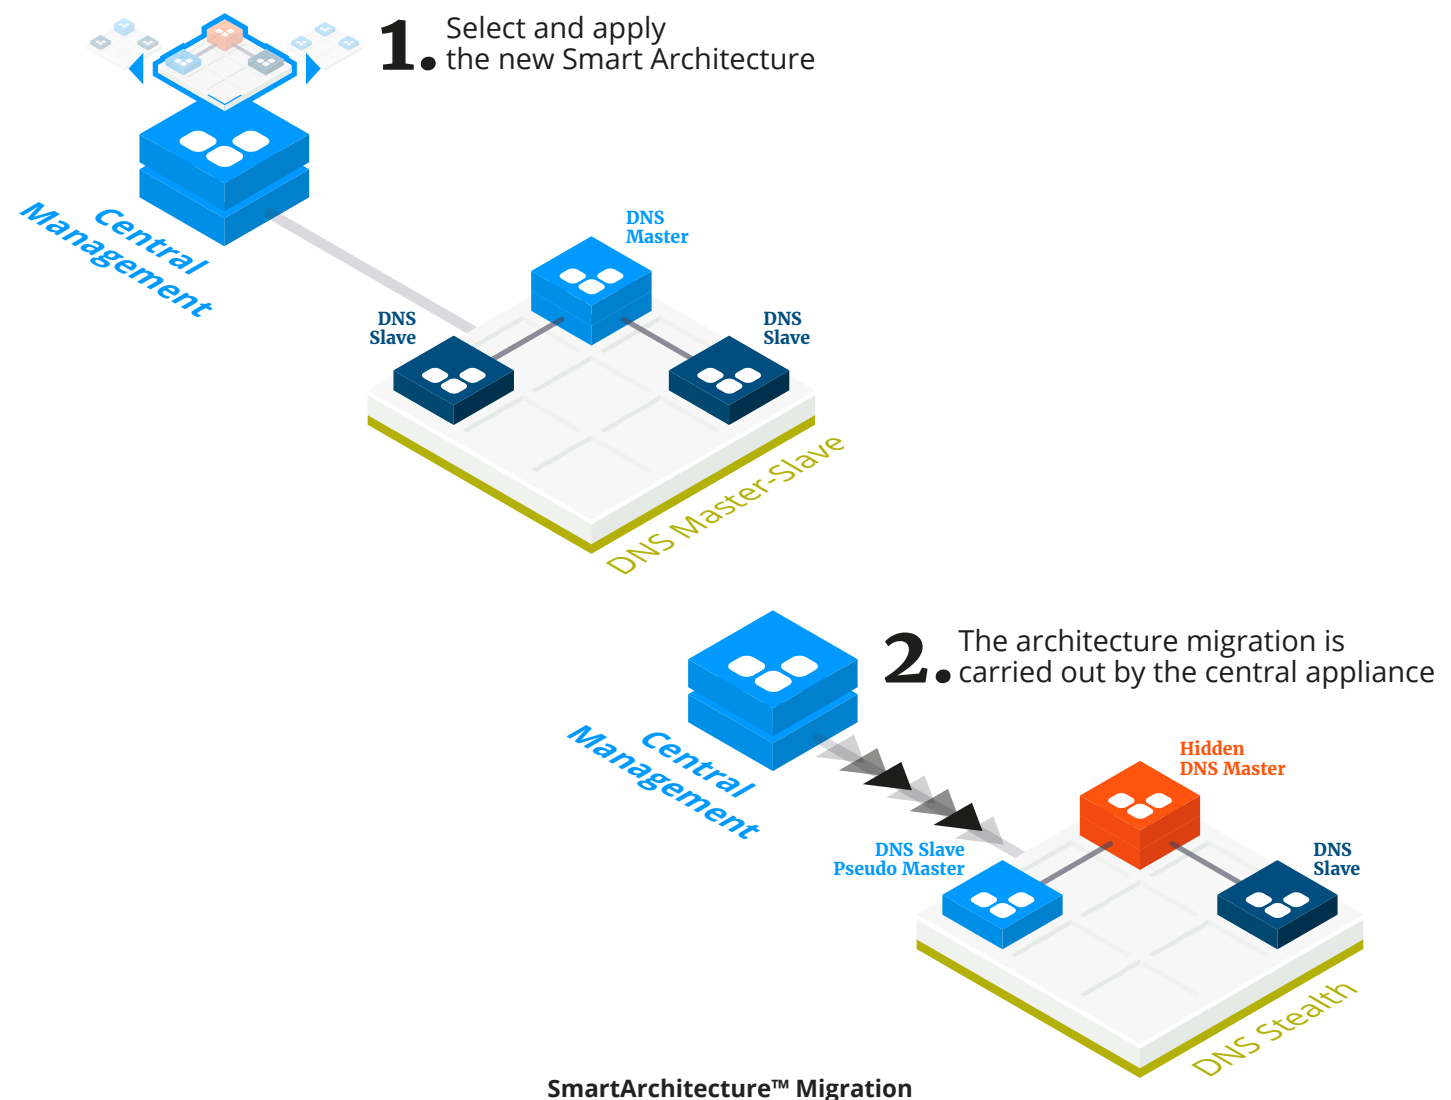 1. Select and apply
the new Smart Architecture
Central
Management
DNS
Master
DNS
Slave
DNS
Slave
DNS Master-Slave
2. The architecture migration is
carried out by the central appliance
Central
Management
Hidden
DNS Master
DNS Slave
Pseudo Master
DNS
Slave
DNS Stealth
SmartArchitecture™ Migration